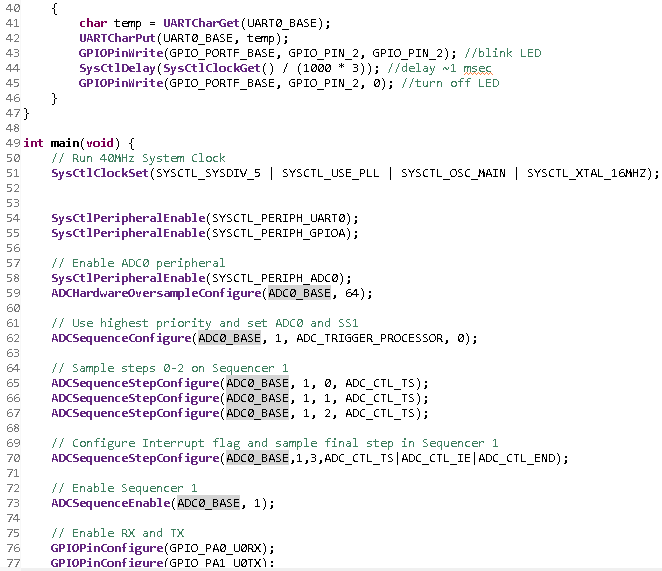 40 {
41 char temp = UARTCharGet(UART0_BASE);
42 UARTCharPut(UART0_BASE, temp);
43 GPIOPinWrite(GPIO_PORTF_BASE, GPIO_PIN_2, GPIO_PIN_2); //blink LED
44 SysCtlDelay(SysCtlClockGet() / (1000 * 3)); //delay ~1 msec
45 GPIOPinWrite(GPIO_PORTF_BASE, GPIO_PIN_2, 0); //turn off LED
46 }
47 }
48
49 int main(void) {
50 // Run 40MHz System Clock
51 SysCtlClockSet(SYSCTL_SYSDIV_5 | SYSCTL_USE_PLL | SYSCTL_OSC_MAIN | SYSCTL_XTAL_16MHZ);
52
53
54 SysCtlPeripheralEnable(SYSCTL_PERIPH_UART0);
55 SysCtlPeripheralEnable(SYSCTL_PERIPH_GPIOA);
56
57 // Enable ADC0 peripheral
58 SysCtlPeripheralEnable(SYSCTL_PERIPH_ADC0);
59 ADCHardwareOversampleConfigure(ADC0_BASE, 64);
60
61 // Use highest priority and set ADC0 and SS1
62 ADCSequenceConfigure(ADC0_BASE, 1, ADC_TRIGGER_PROCESSOR, 0);
63
64 // Sample steps 0-2 on Sequencer 1
65 ADCSequenceStepConfigure(ADC0_BASE, 1, 0, ADC_CTL_TS);
66 ADCSequenceStepConfigure(ADC0_BASE, 1, 1, ADC_CTL_TS);
67 ADCSequenceStepConfigure(ADC0_BASE, 1, 2, ADC_CTL_TS);
68
69 // Configure Interrupt flag and sample final step in Sequencer 1
70 ADCSequenceStepConfigure(ADC0_BASE,1,3,ADC_CTL_TS|ADC_CTL_IE|ADC_CTL_END);
71
72 // Enable Sequencer 1
73 ADCSequenceEnable(ADC0_BASE, 1);
74
75 // Enable RX and TX
76 GPIOPinConfigure(GPIO_PA0_U0RX);
77 GPIOPinConfigure(GPIO_PA1_U0TX);